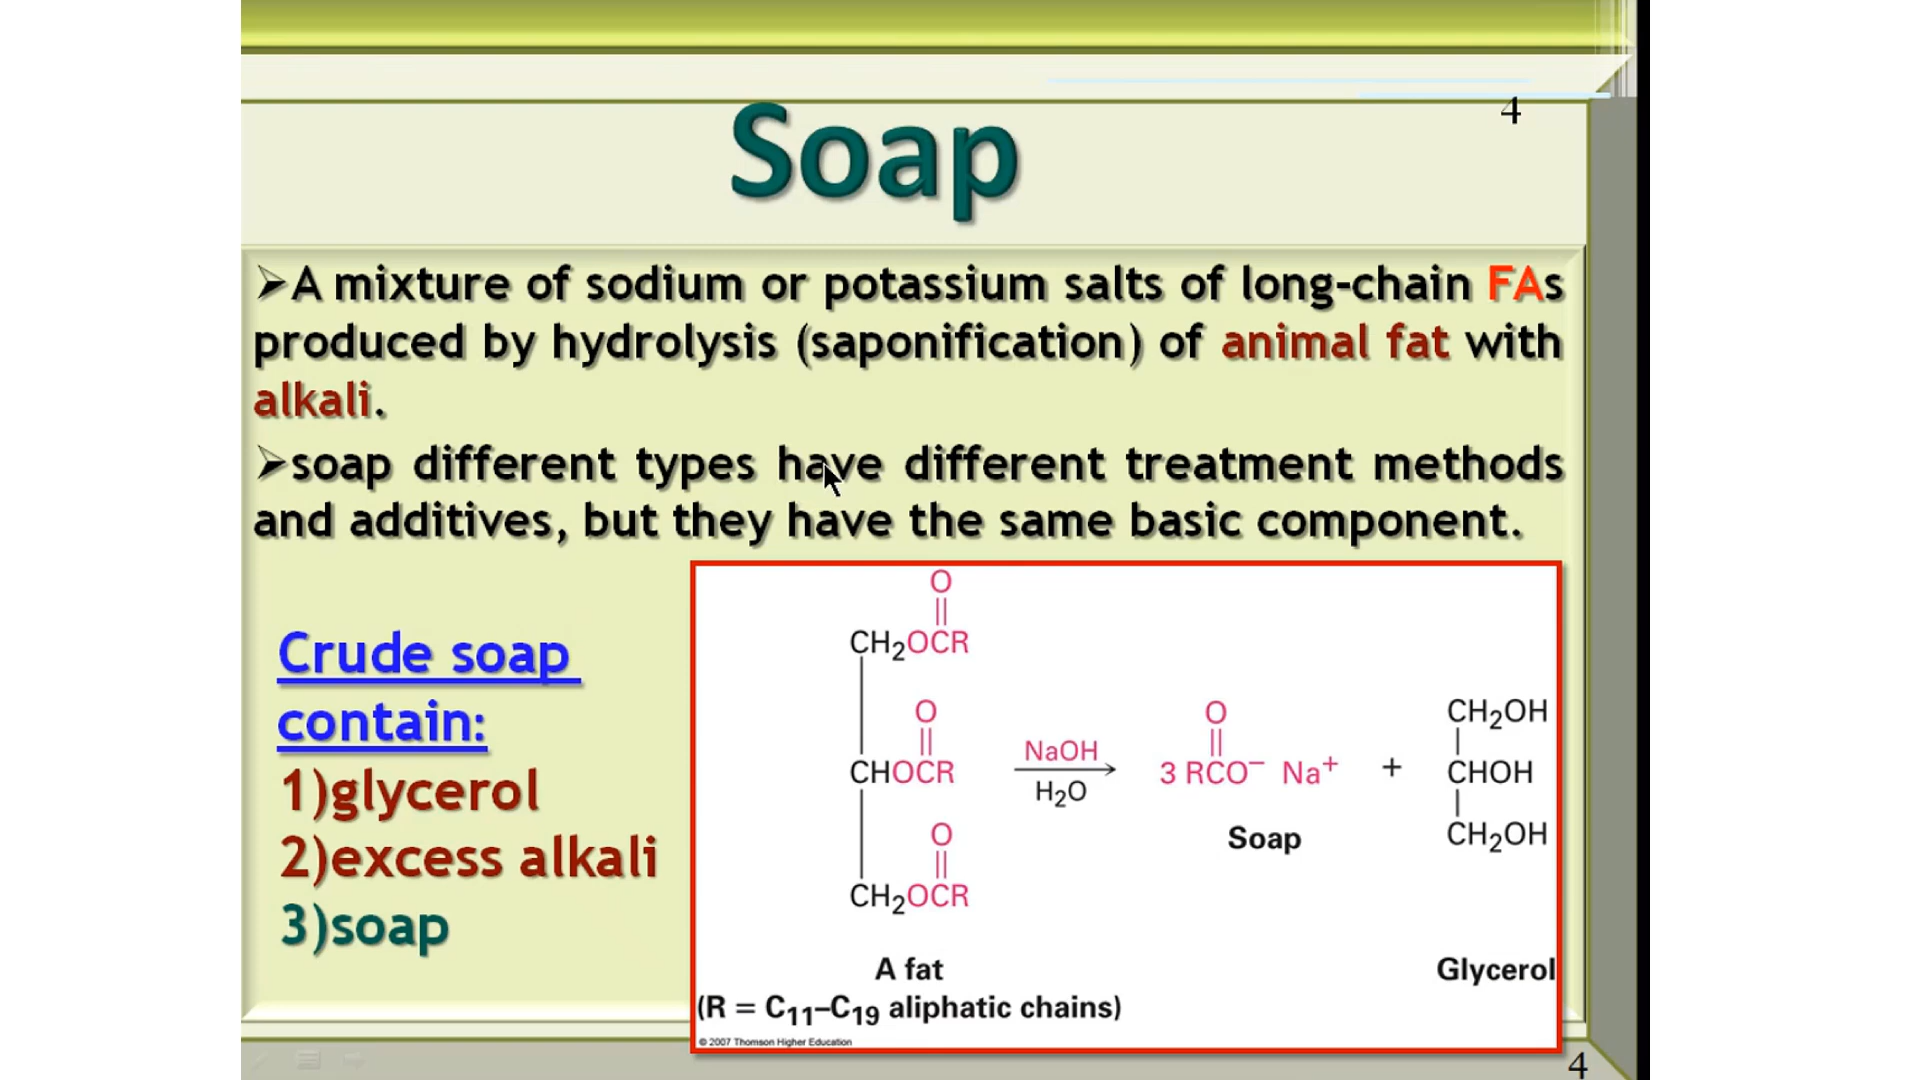 4
Soap
➢A mixture of sodium or potassium salts of long-chain FAs
produced by hydrolysis (saponification) of animal fat with
alkali.
➢soap different types have different treatment methods
and additives, but they have the same basic component.
Crude soap
contain:
1)glycerol
2)excess alkali
3)soap
O
||
CH2OCR
O
||
CHOCR
O
||
CH2OCR
A fat
(R = C11–C19 aliphatic chains)
NaOH
H2O
O
||
3 RCO− Na+
Soap
+
CH2OH
CHOH
CH2OH
Glycerol
© 2007 Thomson Higher Education
4